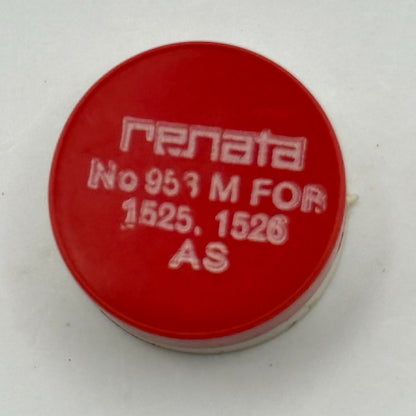 renata
No 953 M FOR
1525, 1526
AS